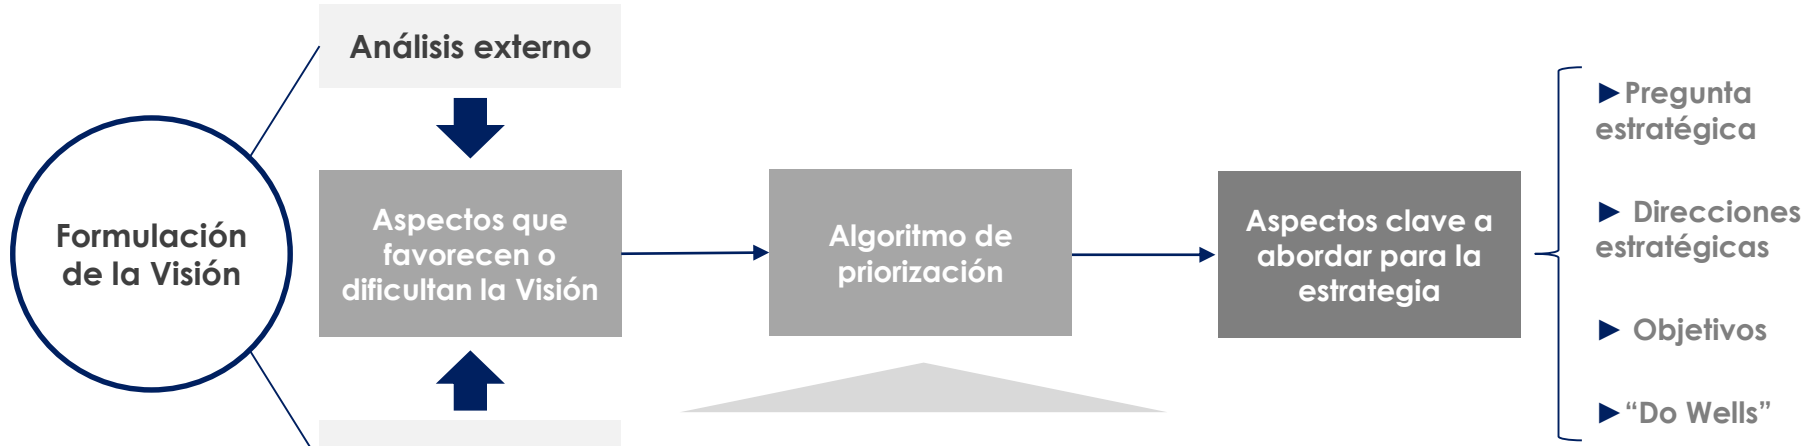 Análisis externo
Formulación
de la Visión
Aspectos que
favorecen o
dificultan la Visión
Algoritmo de
priorización
Aspectos clave a
abordar para la
estrategia
►Pregunta
estratégica
► Direcciones
estratégicas
► Objetivos
►“Do Wells”